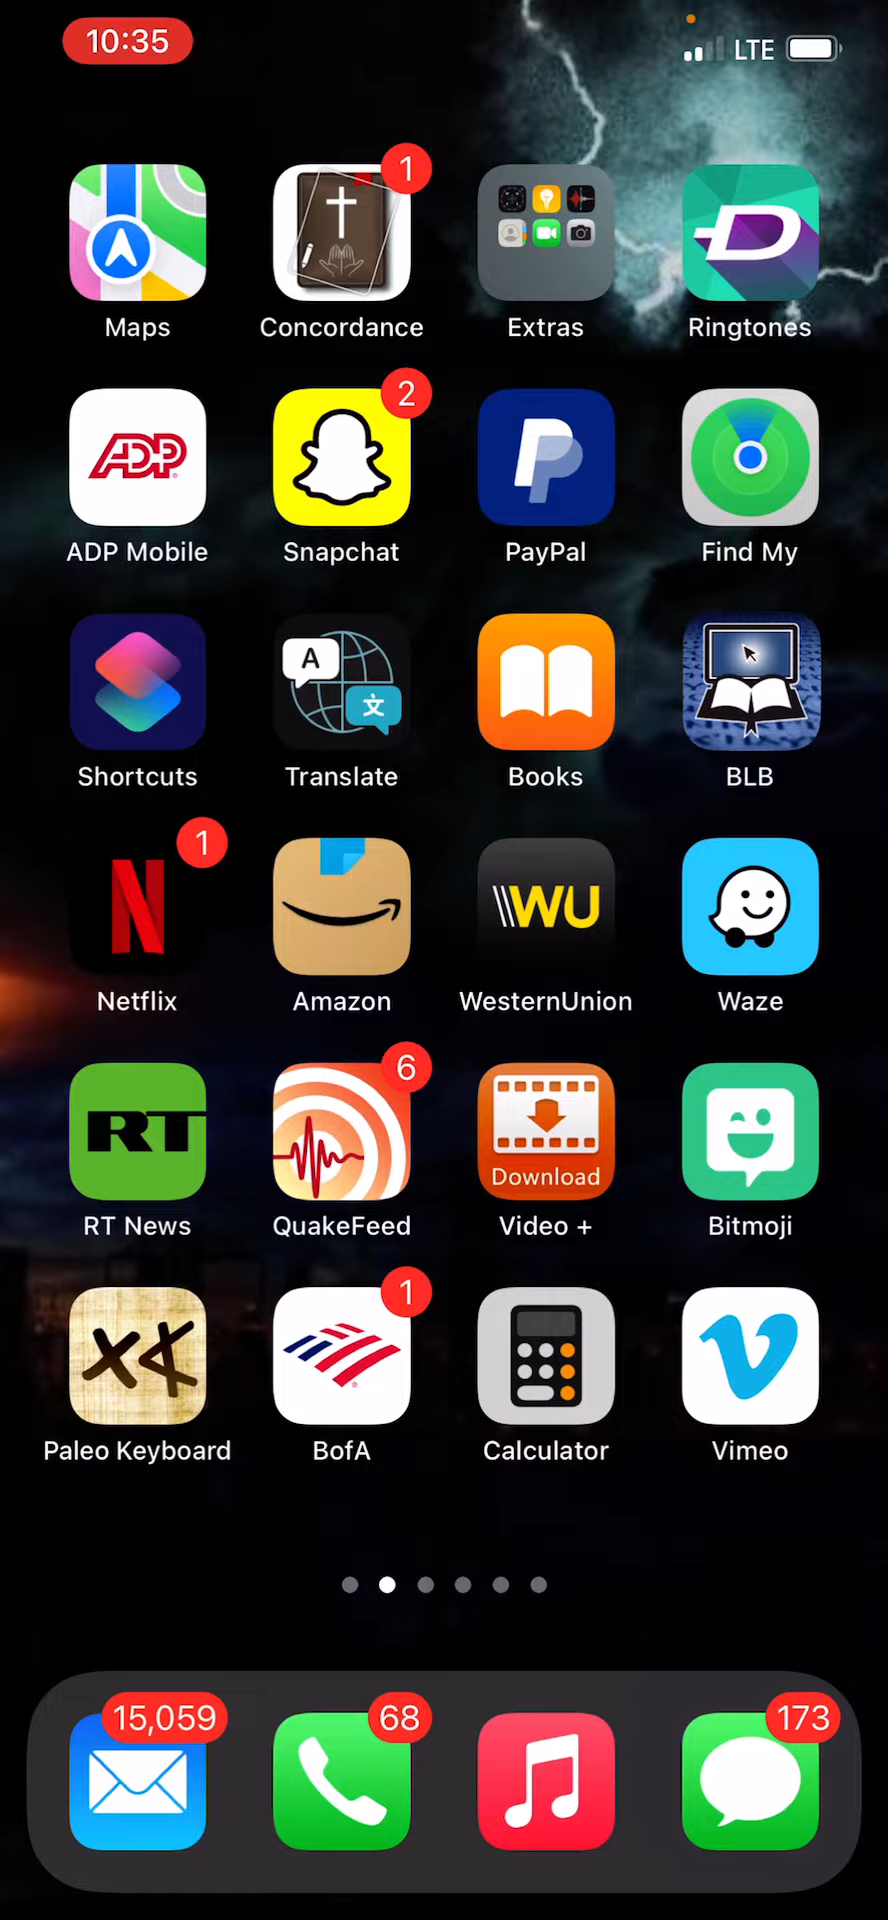 10:35 LTE
1
Maps Concordance Extras Ringtones
ADP 2
ADP Mobile Snapchat PayPal Find My
A 文
Shortcuts Translate Books BLB
N 1 WU
Netflix Amazon WesternUnion Waze
RT 6 Download
RT News QuakeFeed Video + Bitmoji
1
Paleo Keyboard BofA Calculator Vimeo
15,059 68 173